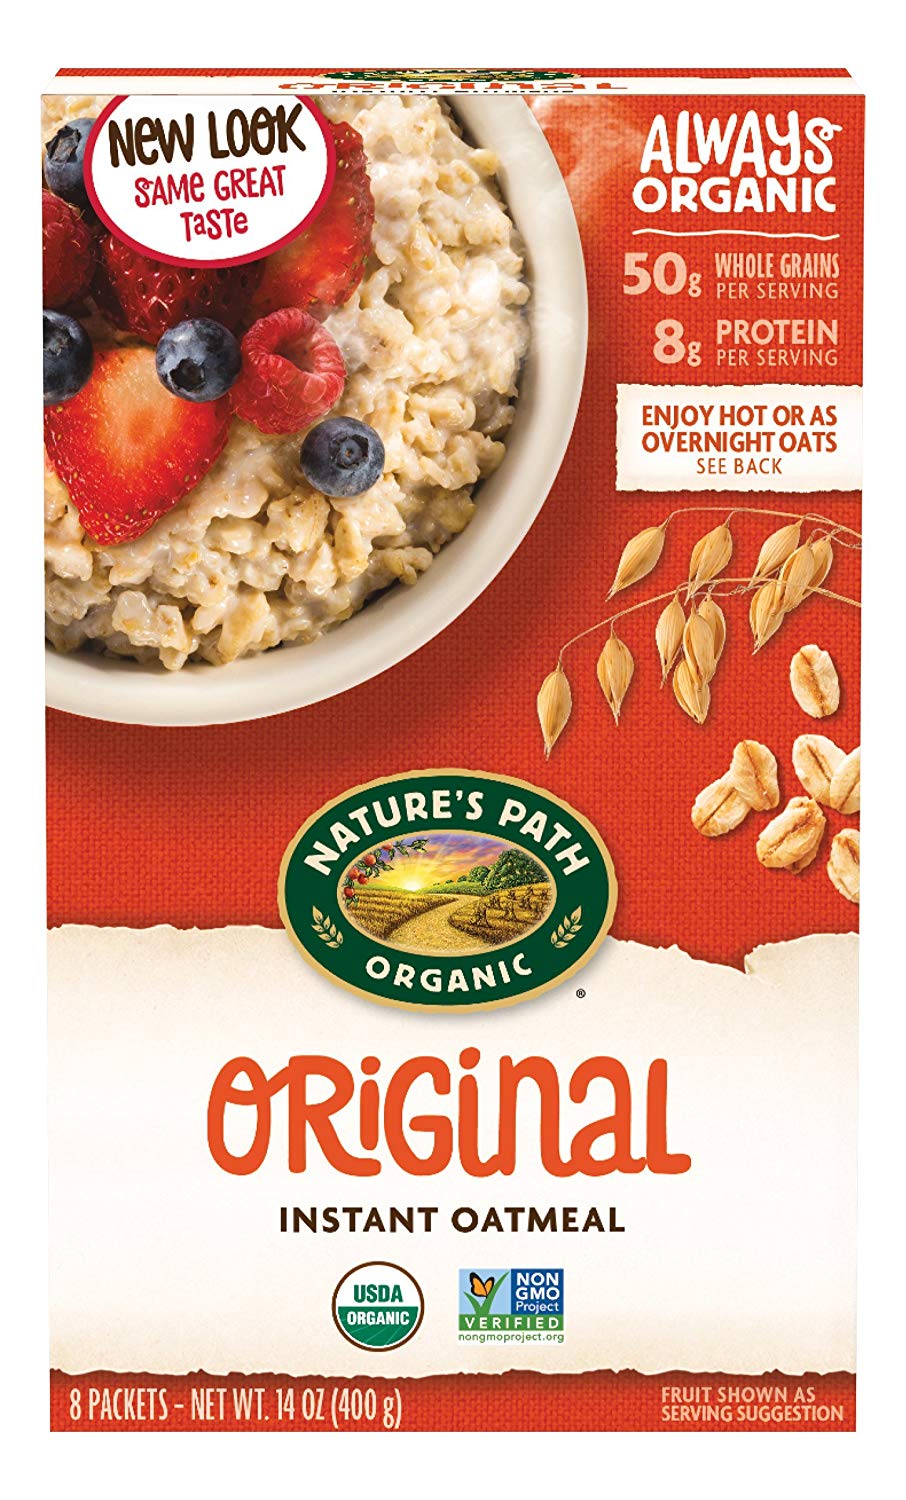 ORIGINAL
NEW LOOK
SAME GREAT
TASTE
ALWAYS
ORGANIC
50g WHOLE GRAINS
PER SERVING
8g PROTEIN
PER SERVING
ENJOY HOT OR AS
OVERNIGHT OATS
SEE BACK
NATURE'S PATH
ORGANIC
®
ORIGINAL
INSTANT OATMEAL
USDA
ORGANIC
NON
GMO
Project
VERIFIED
nongmoproject.org
8 PACKETS - NET WT. 14 OZ (400 g)
FRUIT SHOWN AS
SERVING SUGGESTION